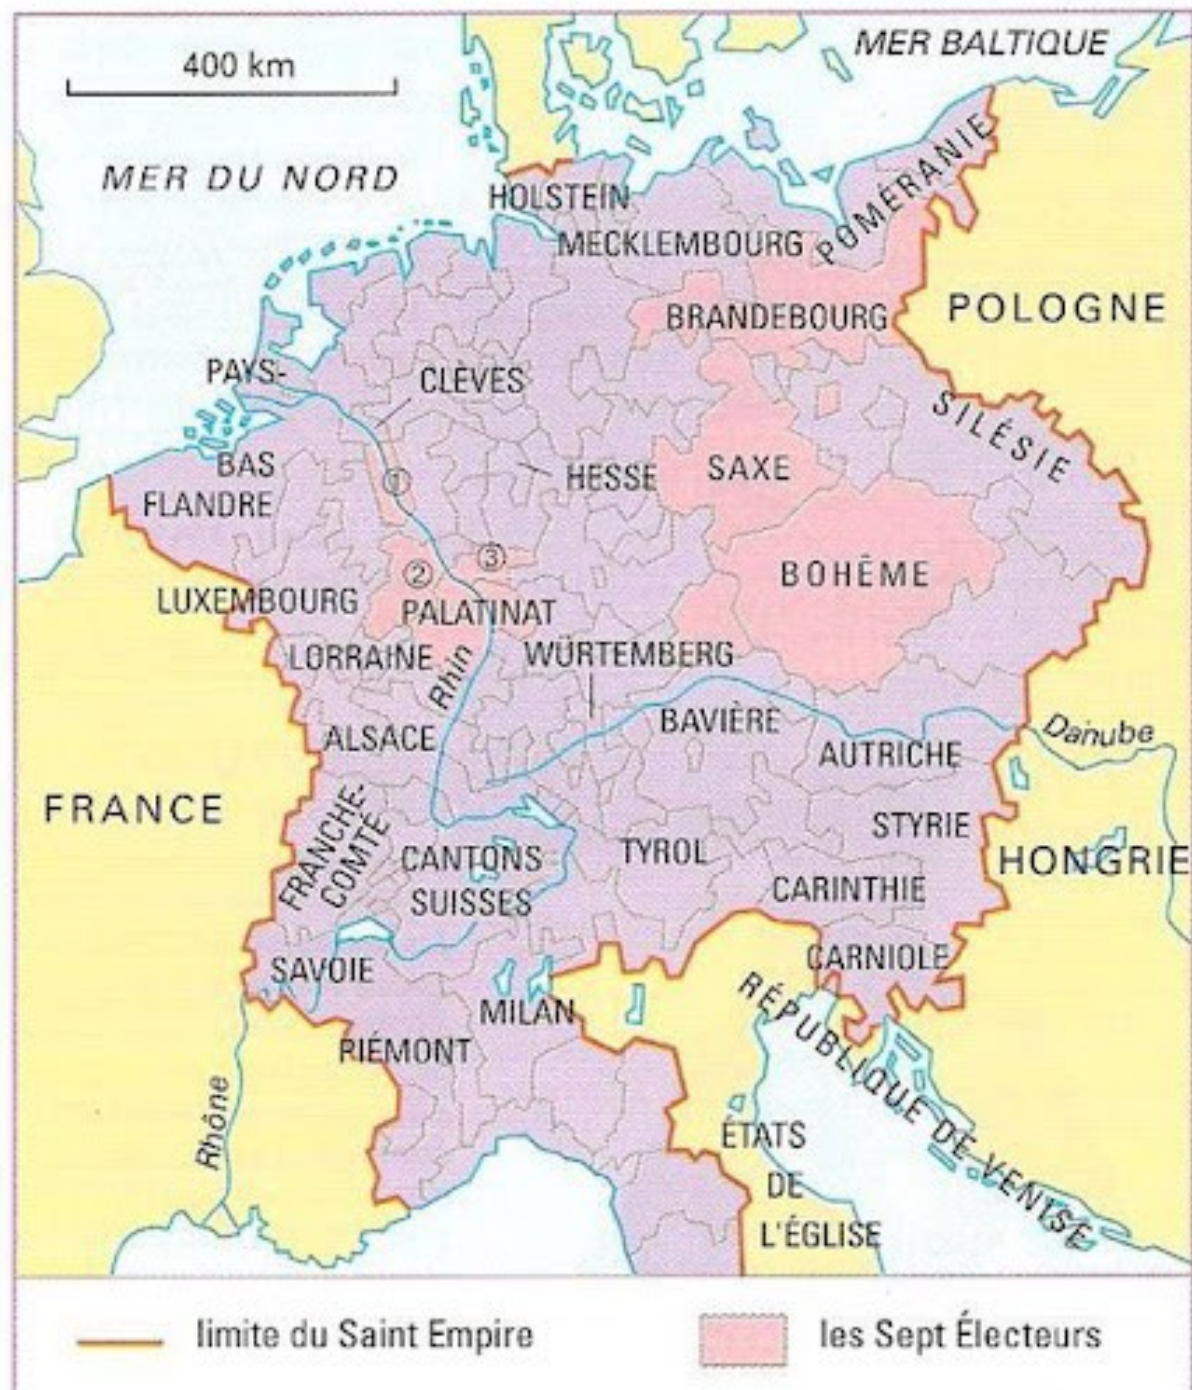 400 km
MER BALTIQUE
MER DU NORD
HOLSTEIN
POMÉRANIE
MECKLEMBOURG
BRANDEBOURG
POLOGNE
PAYS-
BAS
CLÈVES
SILÉSIE
HESSE
SAXE
①
FLANDRE
③
②
BOHÊME
LUXEMBOURG
PALATINAT
LORRAINE
Rhin
WÜRTEMBERG
ALSACE
BAVIÈRE
Danube
AUTRICHE
FRANCE
FRANCHE-
COMTÉ
STYRIE
CANTONS
SUISSES
TYROL
HONGRIE
CARINTHIE
SAVOIE
CARNIOLE
MILAN
RÉPUBLIQUE DE VENISE
RIÉMONT
Rhône
ÉTATS
DE
L'ÉGLISE
limite du Saint Empire
les Sept Électeurs